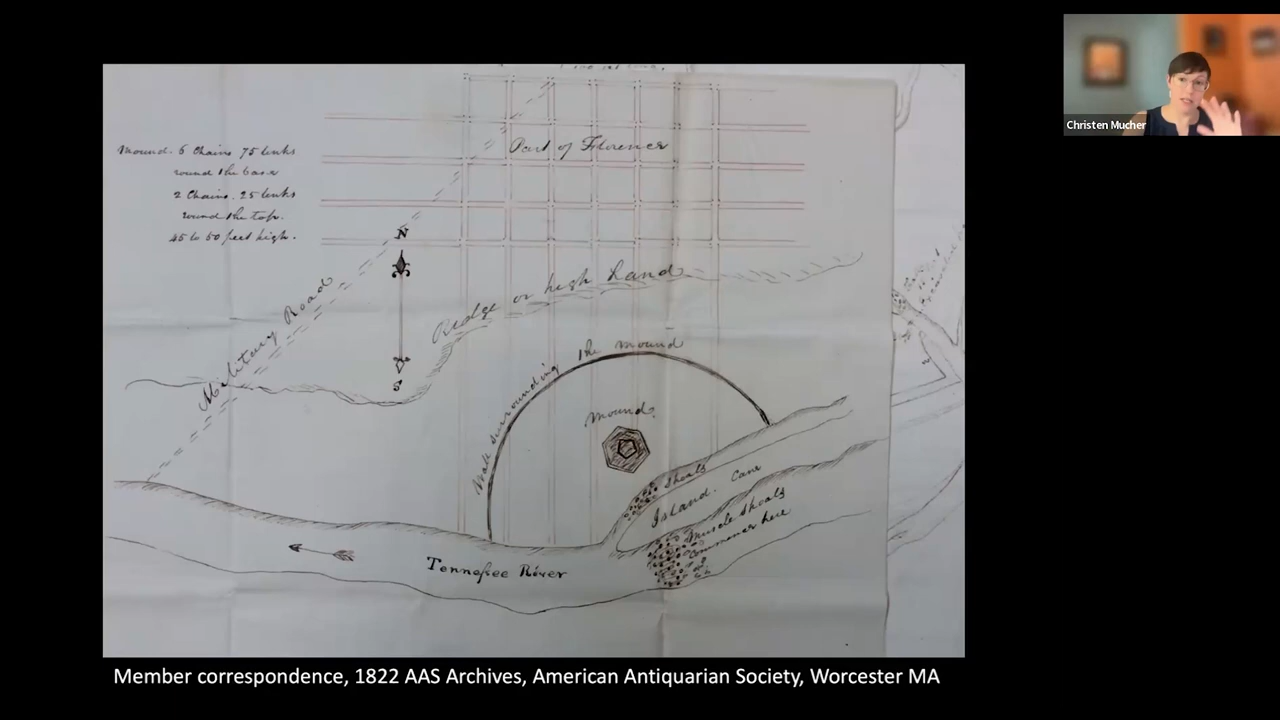 Christen Mucher
Part of Florence
Mound. 6 Chains 75 links
round the base
2 Chains. 25 links
round the top.
45 to 50 feet high.
N
Military Road
Ridge or high Land
S
Wall surrounding the mound
Mound
Shoals
Island. Cane
Muscle Shoals
Commence here
Tennessee River
Member correspondence, 1822 AAS Archives, American Antiquarian Society, Worcester MA